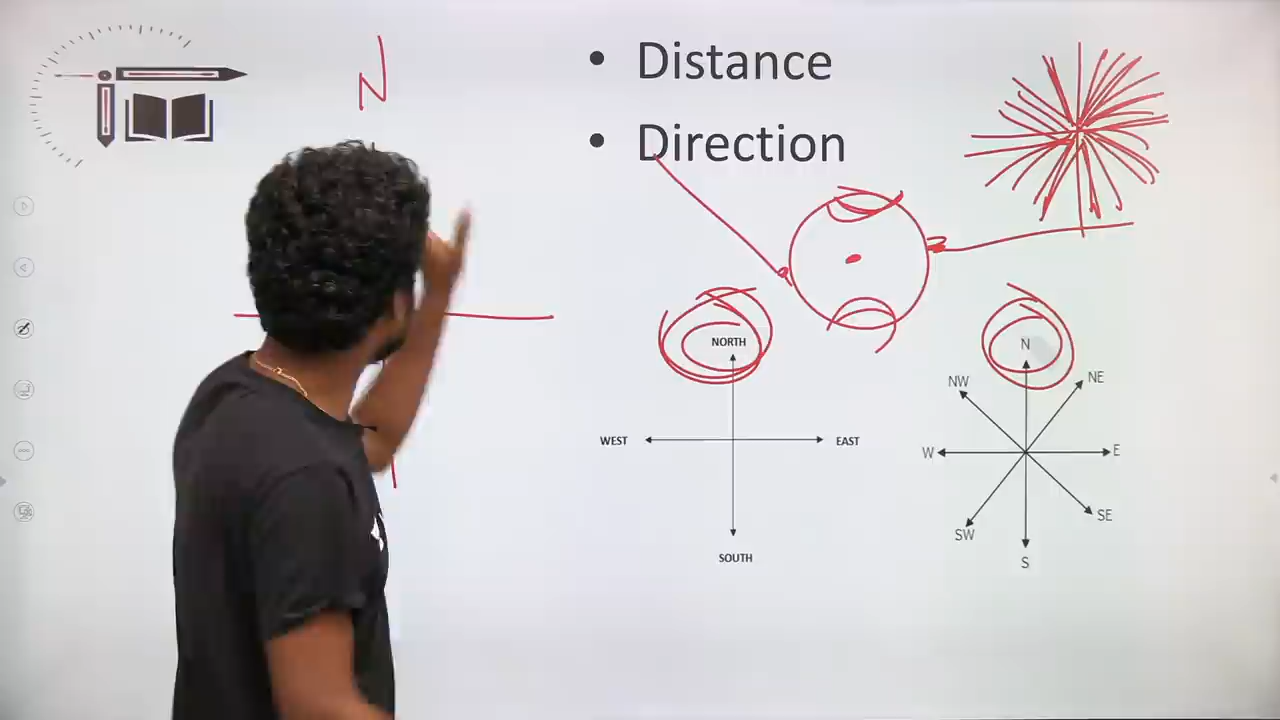 N
• Distance
• Direction
NORTH
WEST
EAST
SOUTH
N
NW
NE
W
E
SW
SE
S